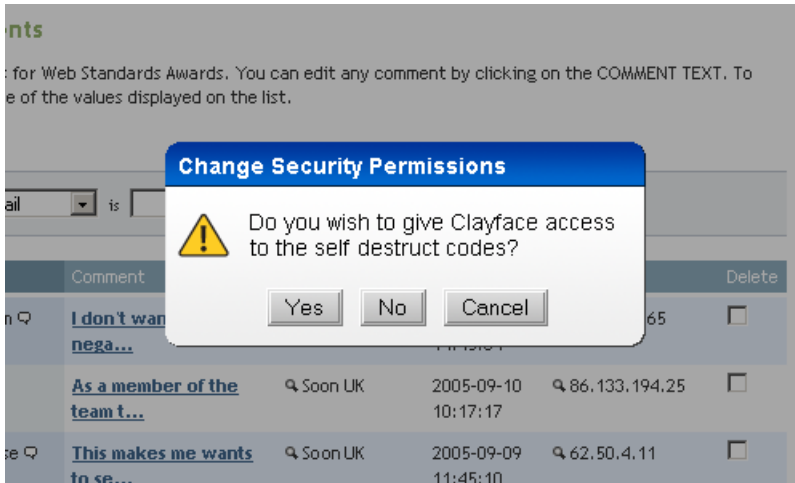 nts
for Web Standards Awards. You can edit any comment by clicking on the COMMENT TEXT. To
e of the values displayed on the list.
Change Security Permissions
ail is
Do you wish to give Clayface access
to the self destruct codes?
Yes No Cancel
Comment Delete
n I don't wan 65
nega...
As a member of the Soon UK 2005-09-10 86.133.194.25
team t... 10:17:17
se This makes me wants Soon UK 2005-09-09 62.50.4.11
to se... 11:45:10